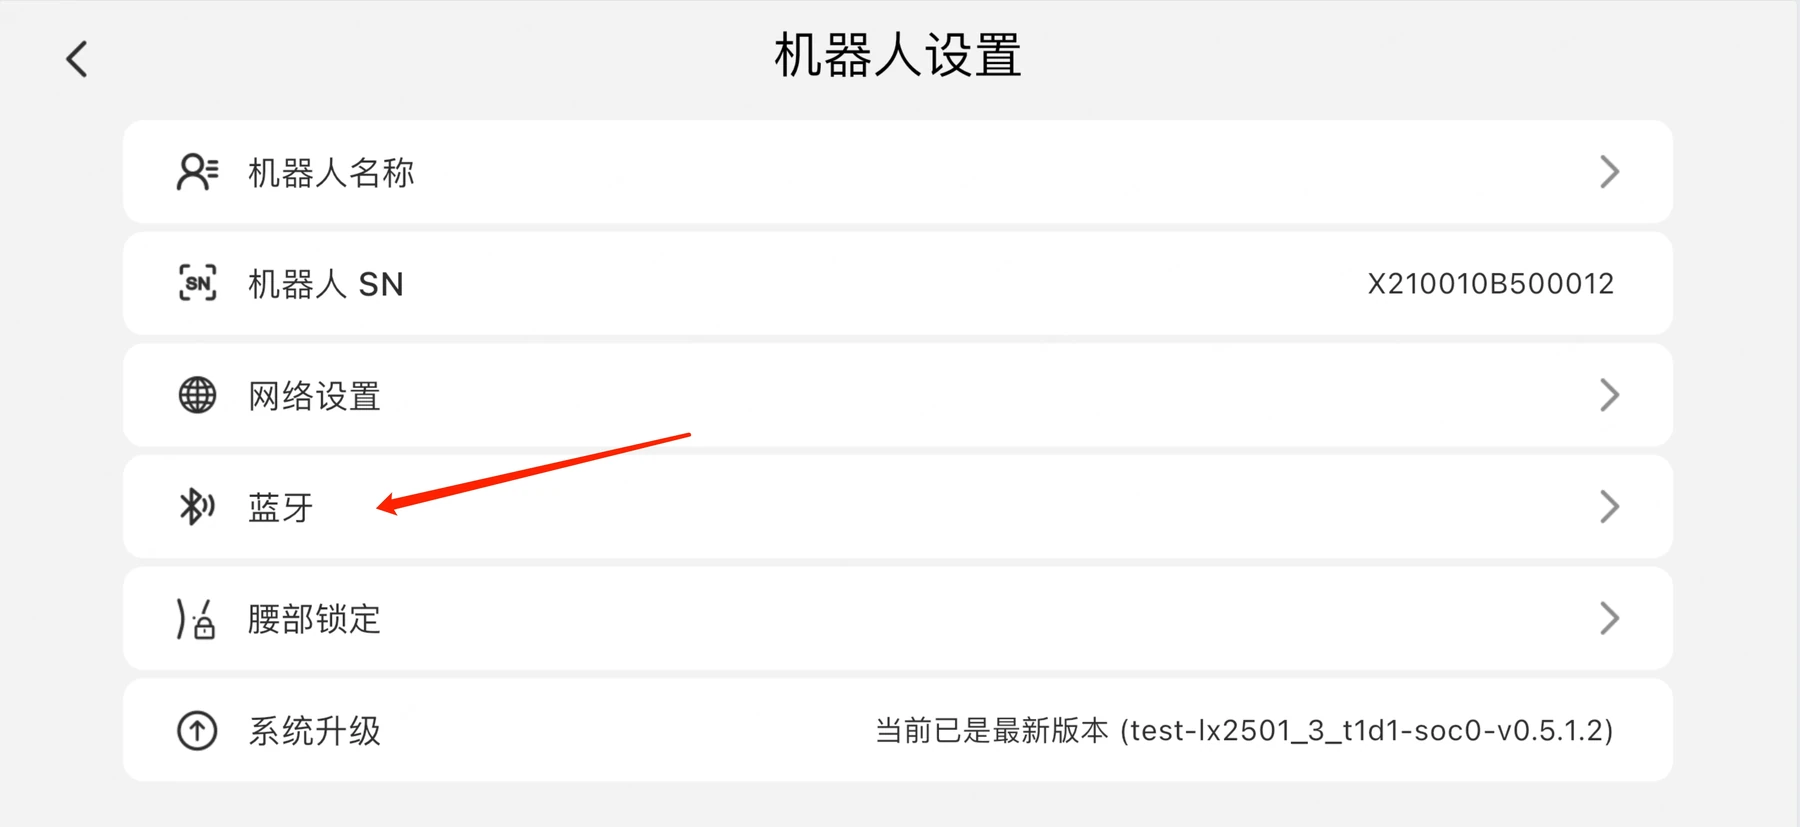 机器人设置
机器人名称
SN 机器人 SN X210010B500012
网络设置
蓝牙
腰部锁定
系统升级 当前已是最新版本 (test-lx2501_3_t1d1-soc0-v0.5.1.2)